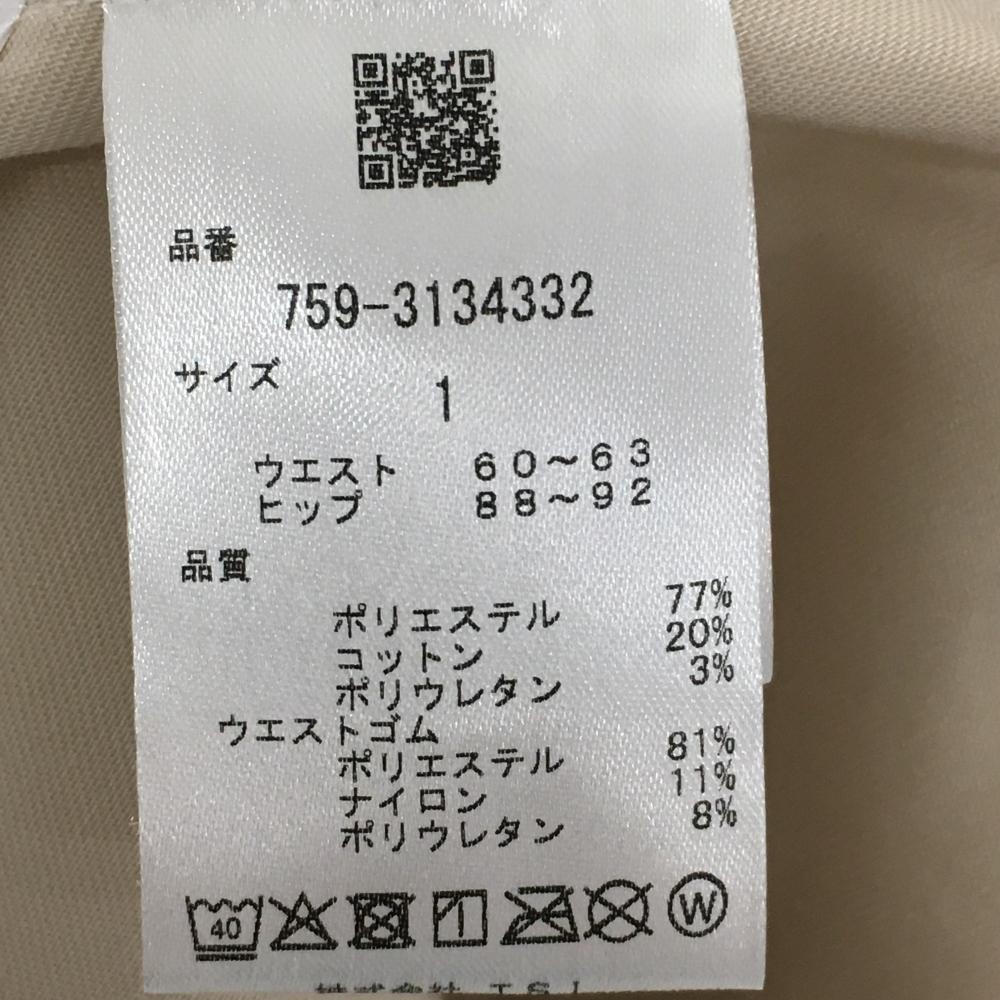 品番
759-3134332
サイズ
1
ウエスト 60～63
ヒップ 88～92
品質
ポリエステル 77%
コットン 20%
ポリウレタン 3%
ウエストゴム
ポリエステル 81%
ナイロン 11%
ポリウレタン 8%
40 W